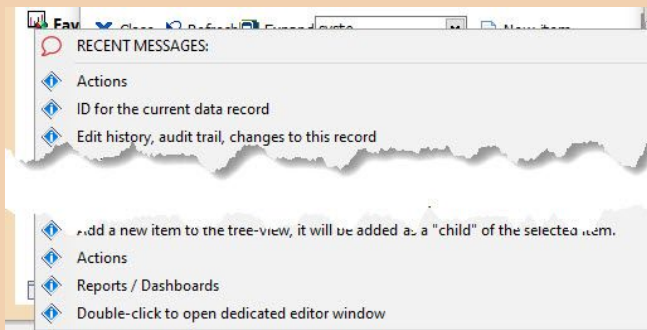 Fav
RECENT MESSAGES:
Actions
ID for the current data record
Edit history, audit trail, changes to this record
Add a new item to the tree-view, it will be added as a "child" of the selected item.
Actions
Reports / Dashboards
Double-click to open dedicated editor window